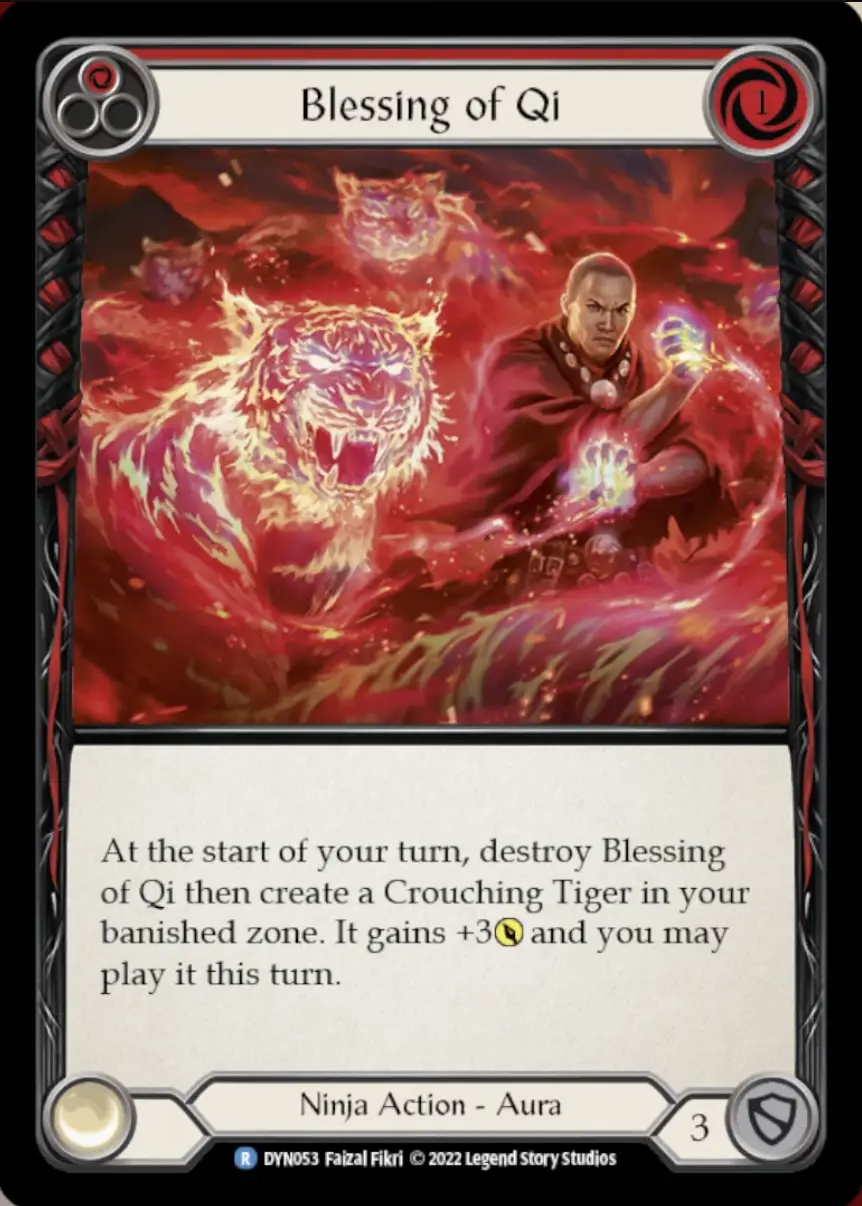 Blessing of Qi
1
At the start of your turn, destroy Blessing
of Qi then create a Crouching Tiger in your
banished zone. It gains +3 and you may
play it this turn.
Ninja Action - Aura
3
R DYN053 Faizal Fikri © 2022 Legend Story Studios